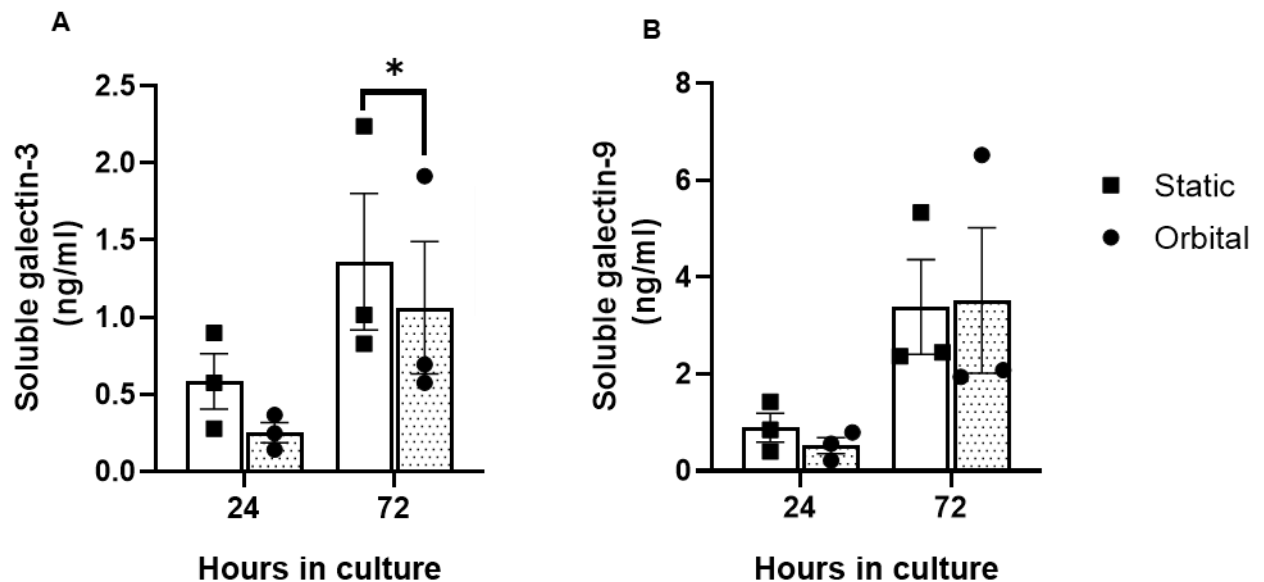 A
Soluble galectin-3
(ng/ml)
2.5
2.0
1.5
1.0
0.5
0.0
*
24 72
Hours in culture
B
Soluble galectin-9
(ng/ml)
8
6
4
2
0
24 72
Hours in culture
Static
Orbital